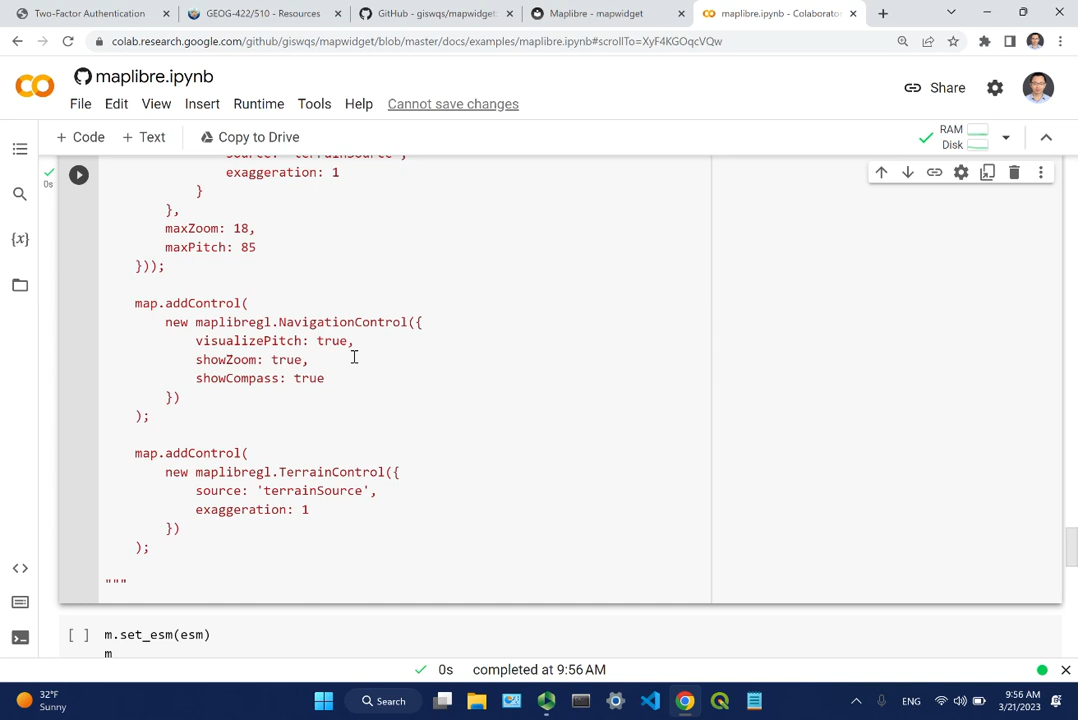 Two-Factor Authentication
GEOG-422/510 - Resources
GitHub - giswqs/mapwidget:
Maplibre - mapwidget
maplibre.ipynb - Colaborator
colab.research.google.com/github/giswqs/mapwidget/blob/master/docs/examples/maplibre.ipynb#scrollTo=XyF4KGOqcVQw
maplibre.ipynb
Share
File Edit View Insert Runtime Tools Help Cannot save changes
+ Code + Text Copy to Drive
RAM
Disk
source: 'terrainSource',
0s
exaggeration: 1
}
},
maxZoom: 18,
maxPitch: 85
}));
map.addControl(
new maplibregl.NavigationControl({
visualizePitch: true,
showZoom: true,
showCompass: true
})
);
map.addControl(
new maplibregl.TerrainControl({
source: 'terrainSource',
exaggeration: 1
})
);
"""
[ ] m.set_esm(esm)
m
0s completed at 9:56 AM
32°F
Sunny
Search
ENG
9:56 AM
3/21/2023